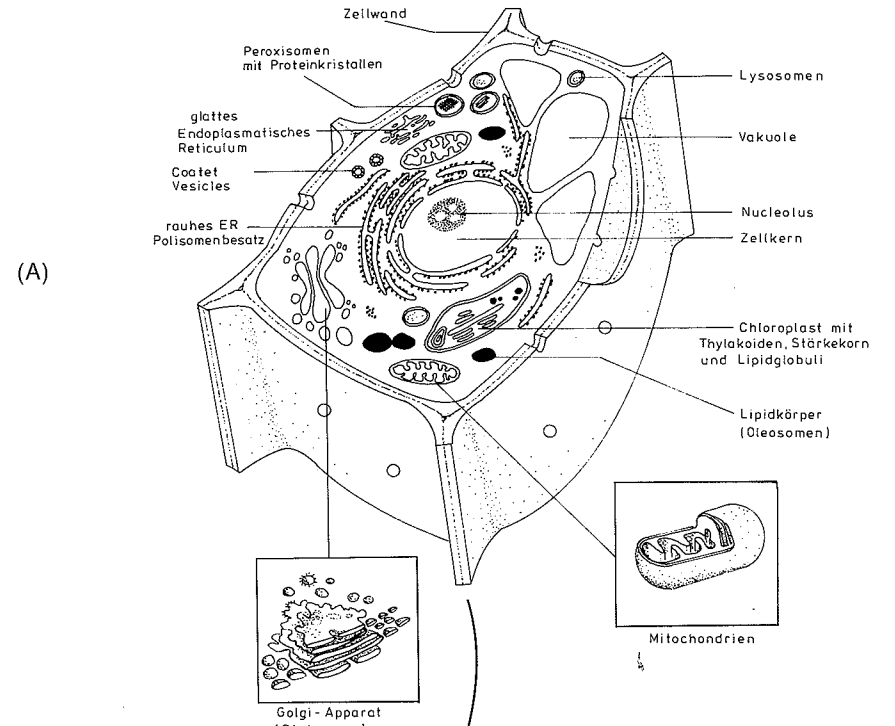 Zellwand
Peroxisomen
mit Proteinkristallen
glattes
Endoplasmatisches
Reticulum
Coatet
Vesicles
rauhes ER
Polisomenbesatz
(A)
Lysosomen
Vakuole
Nucleolus
Zellkern
Chloroplast mit
Thylakoiden, Stärkekorn
und Lipidglobuli
Lipidkörper
(Oleosomen)
Mitochondrien
Golgi-Apparat